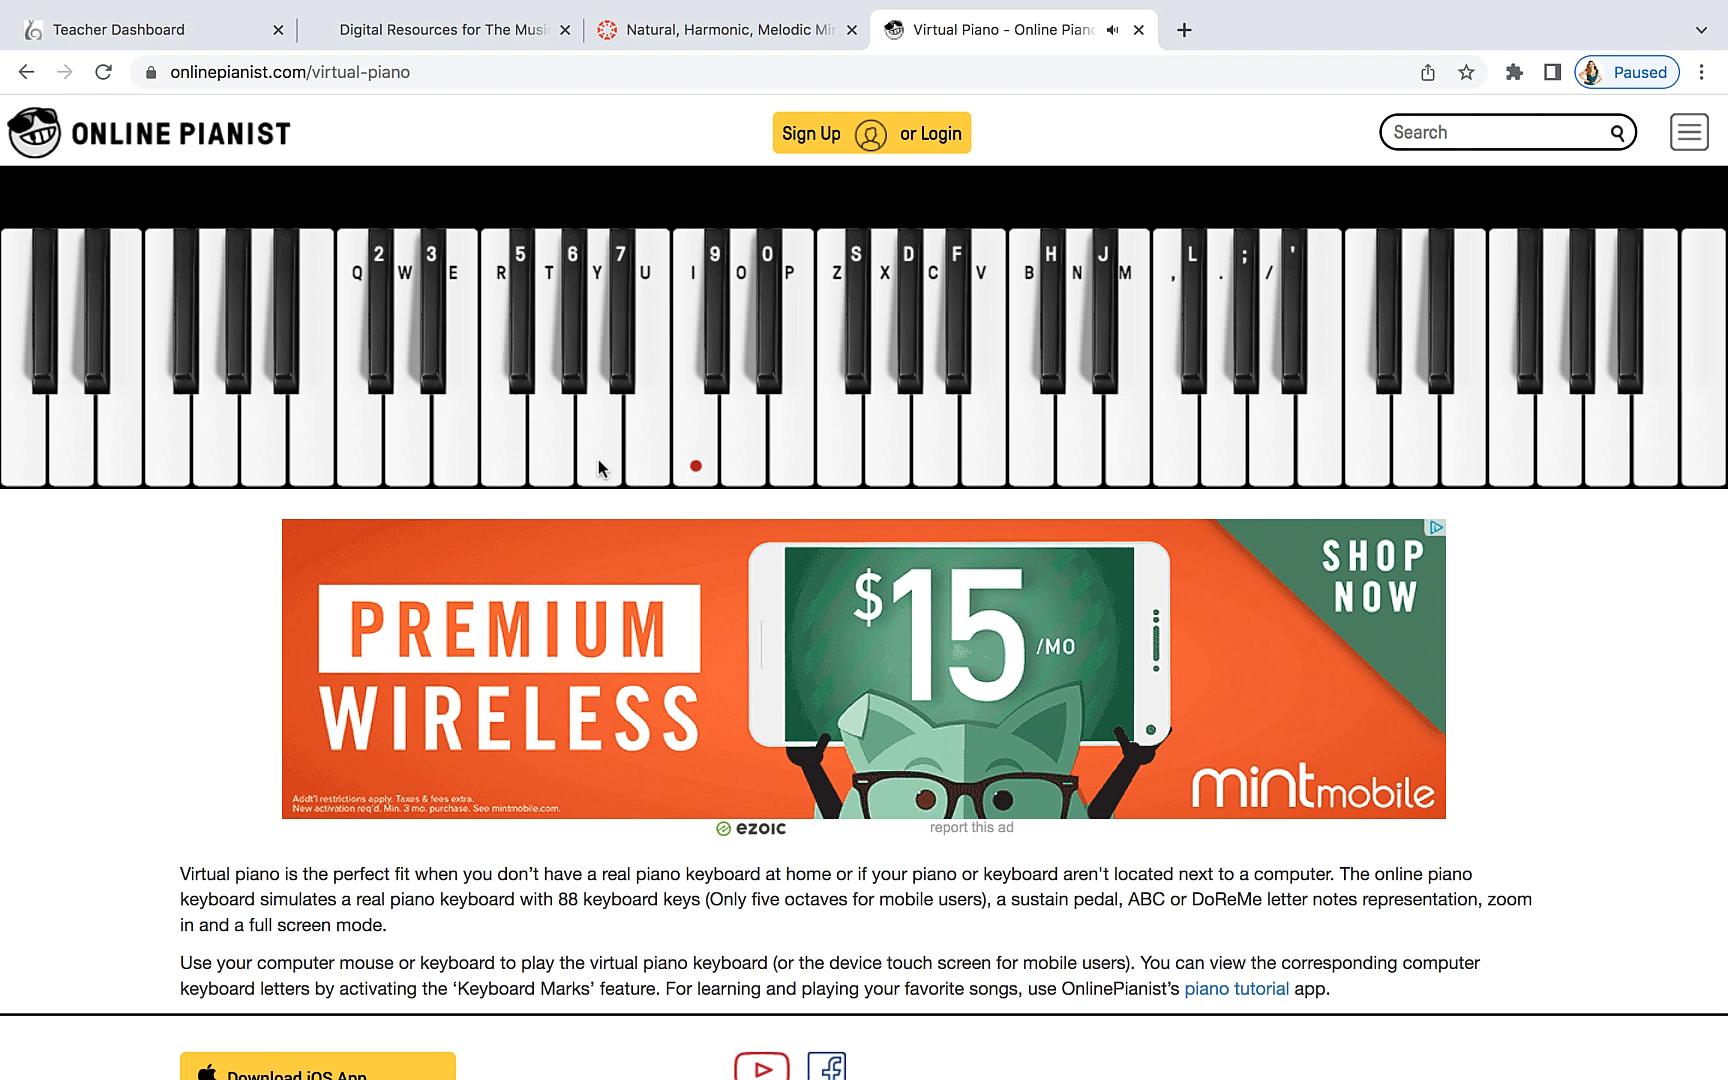 Teacher Dashboard
Digital Resources for The Musi
Natural, Harmonic, Melodic Mi
Virtual Piano - Online Piano
onlinepianist.com/virtual-piano
Paused
ONLINE PIANIST
Sign Up or Login
Search
2 3 5 6 7 9 0 S D F H J L ; '
Q W E R T Y U I O P Z X C V B N M , . /
PREMIUM
WIRELESS
$15/MO
SHOP
NOW
Addt'l restrictions apply. Taxes & fees extra.
New activation req'd. Min. 3 mo. purchase. See mintmobile.com.
mintmobile
ezoic
report this ad
Virtual piano is the perfect fit when you don’t have a real piano keyboard at home or if your piano or keyboard aren't located next to a computer. The online piano
keyboard simulates a real piano keyboard with 88 keyboard keys (Only five octaves for mobile users), a sustain pedal, ABC or DoReMe letter notes representation, zoom
in and a full screen mode.
Use your computer mouse or keyboard to play the virtual piano keyboard (or the device touch screen for mobile users). You can view the corresponding computer
keyboard letters by activating the ‘Keyboard Marks’ feature. For learning and playing your favorite songs, use OnlinePianist’s piano tutorial app.
Download iOS App